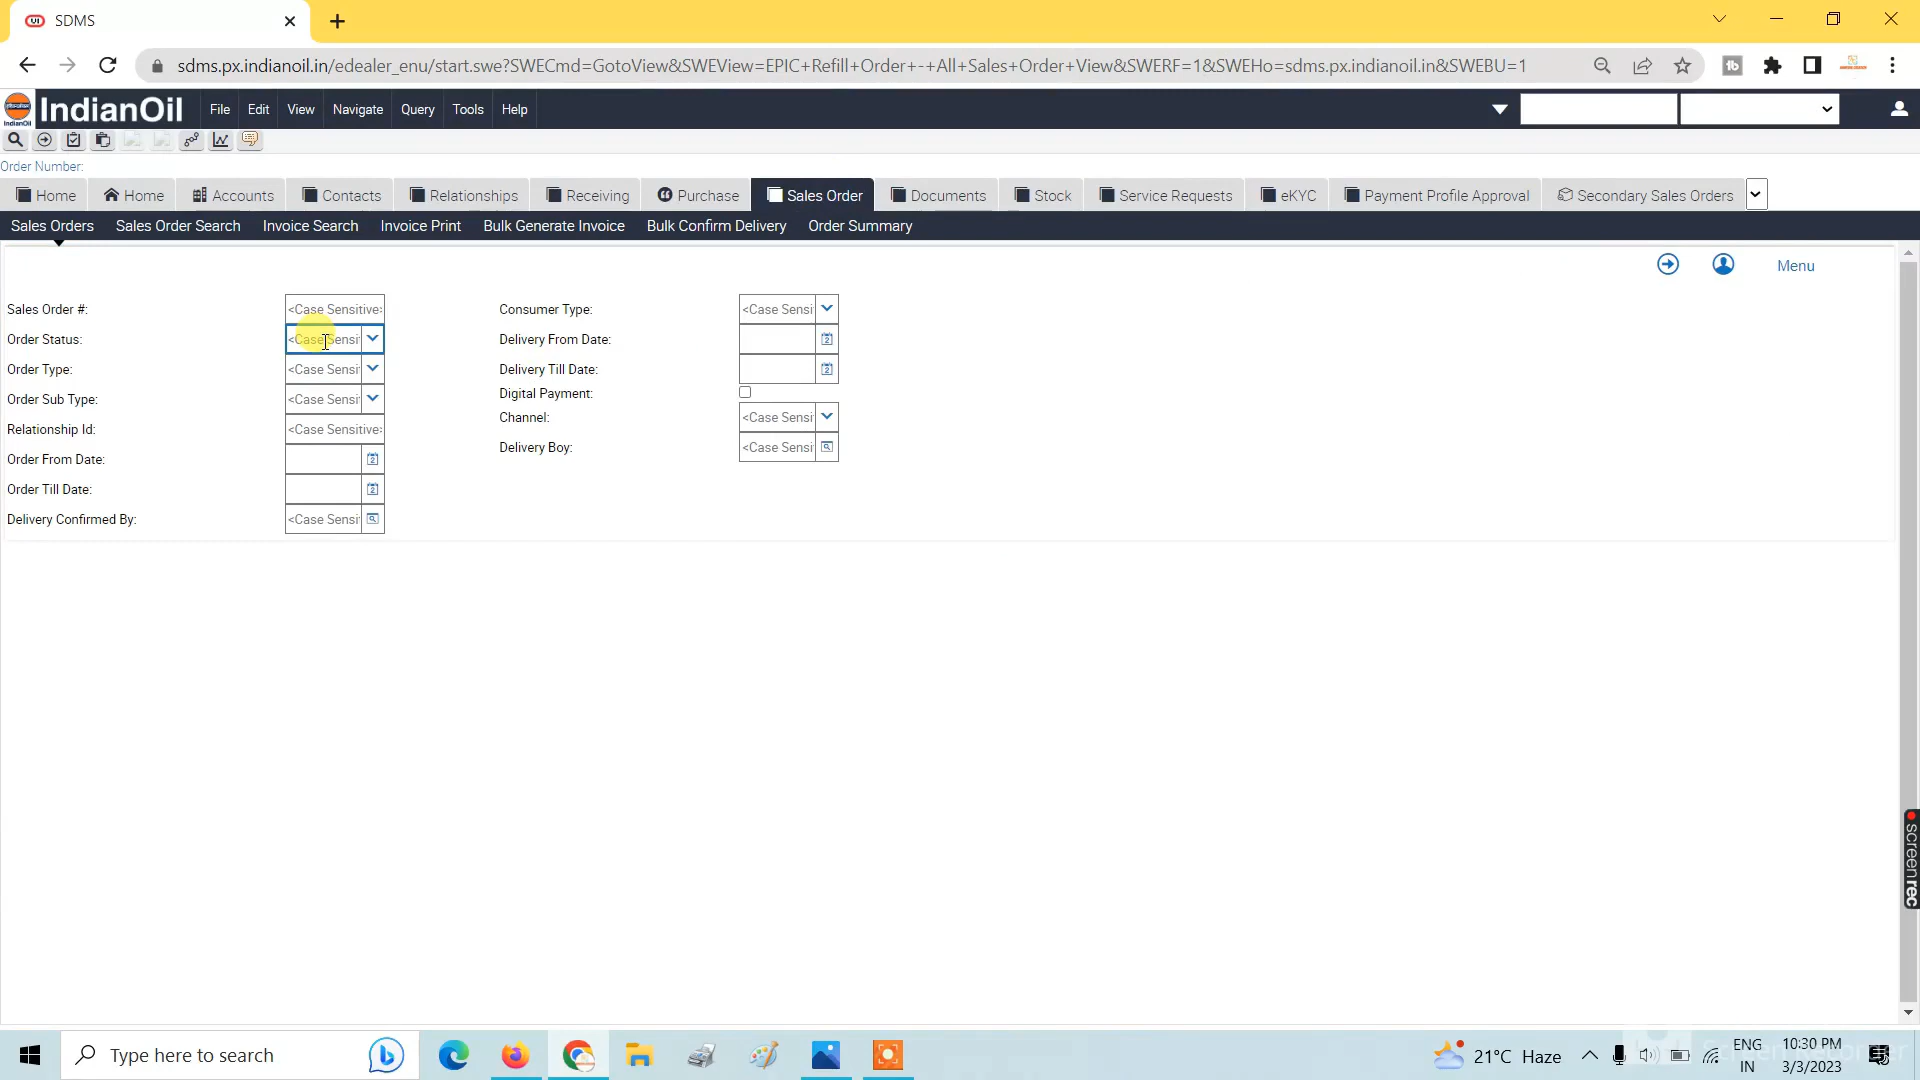 SDMS
sdms.px.indianoil.in/edealer_enu/start.swe?SWECmd=GotoView&SWEView=EPIC+Refill+Order+-+All+Sales+Order+View&SWERF=1&SWEHo=sdms.px.indianoil.in&SWEBU=1
IndianOil File Edit View Navigate Query Tools Help
Order Number:
Home Home Accounts Contacts Relationships Receiving Purchase Sales Order Documents Stock Service Requests eKYC Payment Profile Approval Secondary Sales Orders
Sales Orders Sales Order Search Invoice Search Invoice Print Bulk Generate Invoice Bulk Confirm Delivery Order Summary
Menu
Sales Order #: <Case Sensitive> Consumer Type: <Case Sensi
Order Status: <Case Sensi Delivery From Date:
Order Type: <Case Sensi Delivery Till Date:
Digital Payment:
Order Sub Type: <Case Sensi Channel: <Case Sensi
Relationship Id: <Case Sensitive> Delivery Boy: <Case Sensi
Order From Date:
Order Till Date:
Delivery Confirmed By: <Case Sensi
screenrec
Type here to search
21°C Haze
ENG
IN
10:30 PM
3/3/2023